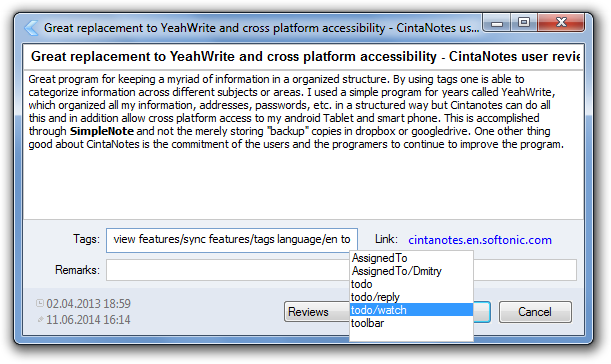 Great replacement to YeahWrite and cross platform accessibility - CintaNotes us...
Great replacement to YeahWrite and cross platform accessibility - CintaNotes user revie
Great program for keeping a myriad of information in a organized structure. By using tags one is able to
categorize information across different subjects or areas. I used a simple program for years called YeahWrite,
which organized all my information, addresses, passwords, etc. in a structured way but Cintanotes can do all
this and in addition allow cross platform access to my android Tablet and smart phone. This is accomplished
through SimpleNote and not the merely storing "backup" copies in dropbox or googledrive. One other thing
good about CintaNotes is the commitment of the users and the programers to continue to improve the program.
Tags: view features/sync features/tags language/en to Link: cintanotes.en.softonic.com
AssignedTo
Remarks: AssignedTo/Dmitry
todo
todo/reply
02.04.2013 18:59
Reviews todo/watch Cancel
11.06.2014 16:14 toolbar